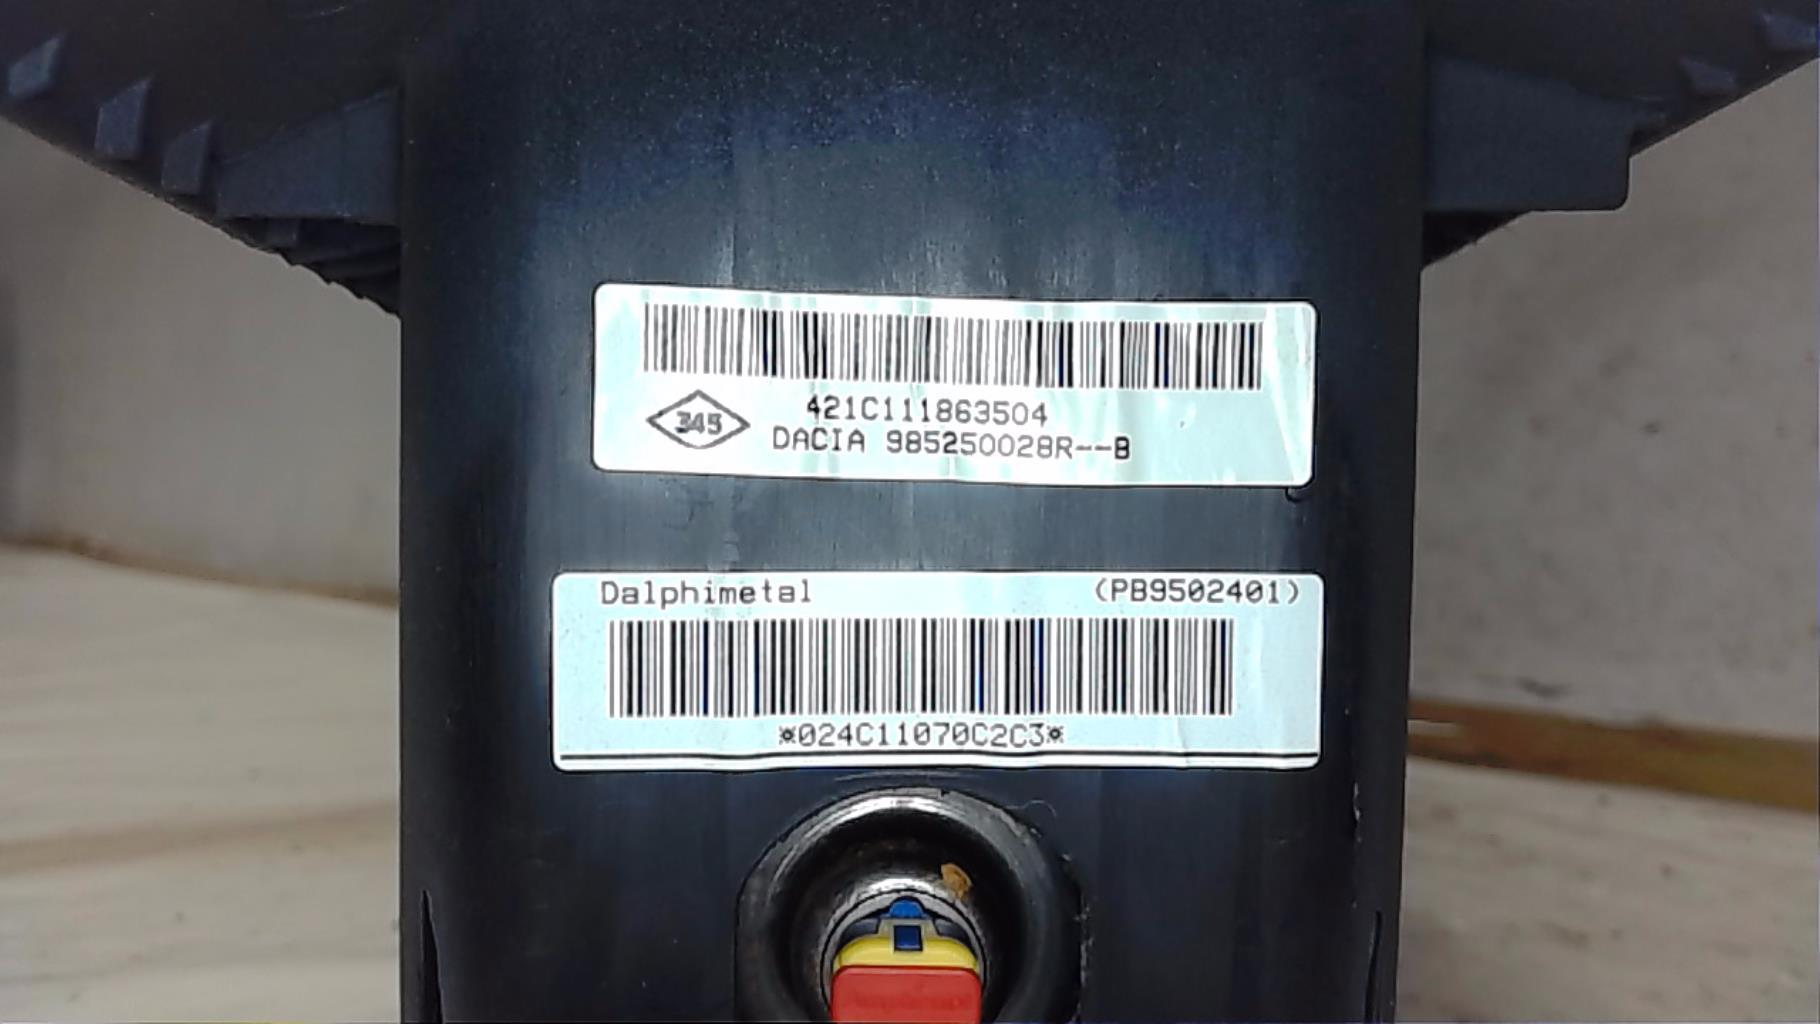 421C111863504
345
DACIA 985250028R--B
Dalphimetal (PB9502401)
*024C11070C2C3*